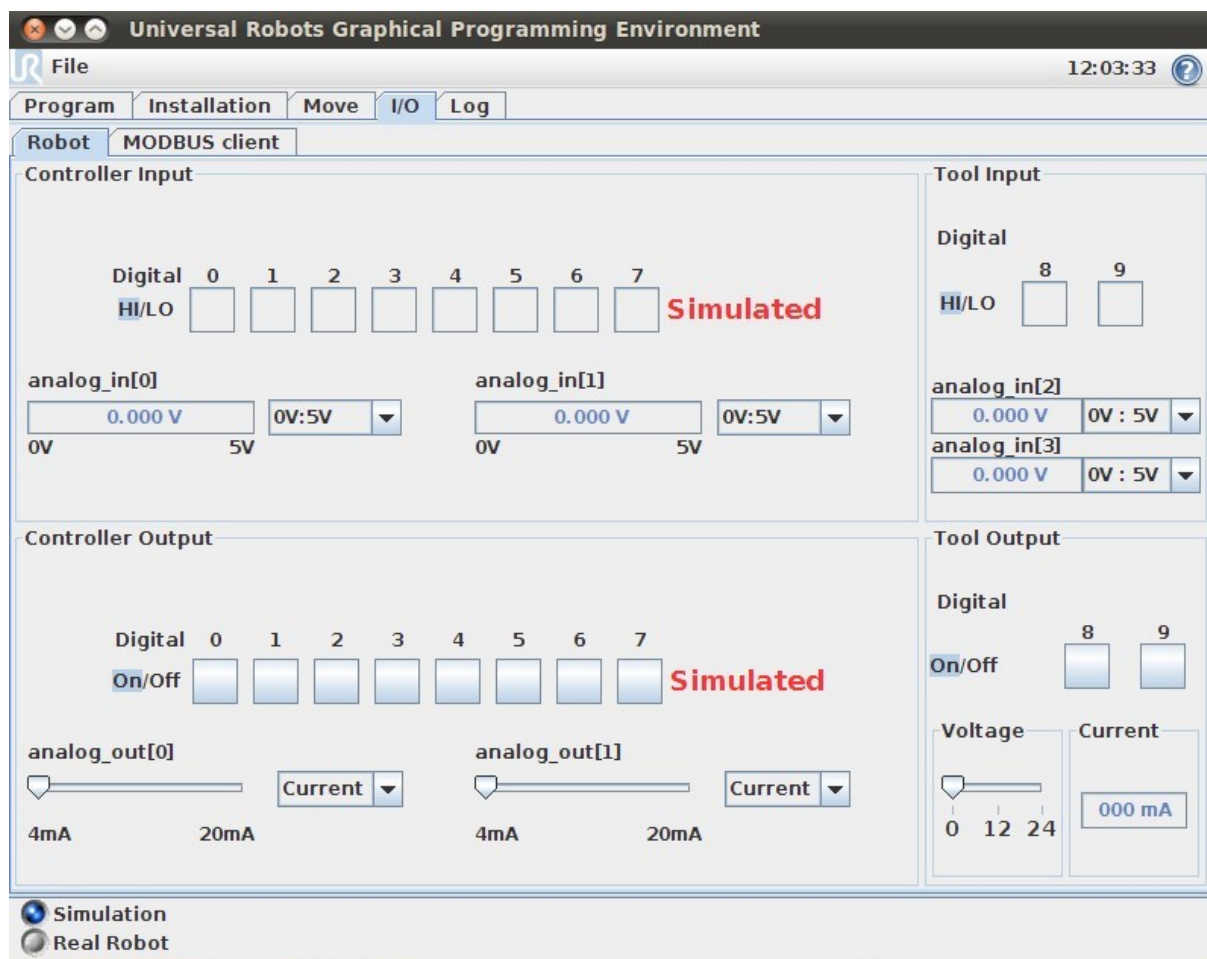 Universal Robots Graphical Programming Environment
UR File 12:03:33 ?
Program Installation Move I/O Log
Robot MODBUS client
Controller Input
Digital 0 1 2 3 4 5 6 7
HI/LO Simulated
analog_in[0] analog_in[1]
0.000 V 0V:5V 0.000 V 0V:5V
0V 5V 0V 5V
Tool Input
Digital
8 9
HI/LO
analog_in[2]
0.000 V 0V : 5V
analog_in[3]
0.000 V 0V : 5V
Controller Output
Digital 0 1 2 3 4 5 6 7
On/Off Simulated
analog_out[0] analog_out[1]
Current Current
4mA 20mA 4mA 20mA
Tool Output
Digital
8 9
On/Off
Voltage Current
000 mA
0 12 24
Simulation
Real Robot